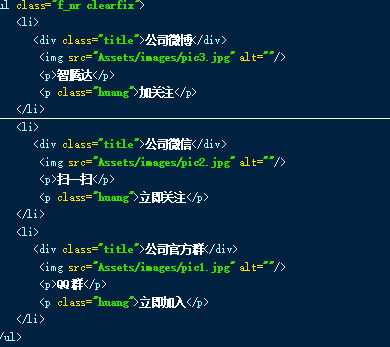 ul class="f_nr clearfix">
<li>
<div class="title">公司微博</div>
<img src="Assets/images/pic3.jpg" alt=""/>
<p>智腾达</p>
<p class="huang">加关注</p>
</li>
<li>
<div class="title">公司微信</div>
<img src="Assets/images/pic2.jpg" alt=""/>
<p>扫一扫</p>
<p class="huang">立即关注</p>
</li>
<li>
<div class="title">公司官方群</div>
<img src="Assets/images/pic1.jpg" alt=""/>
<p>QQ群</p>
<p class="huang">立即加入</p>
</li>
/ul>